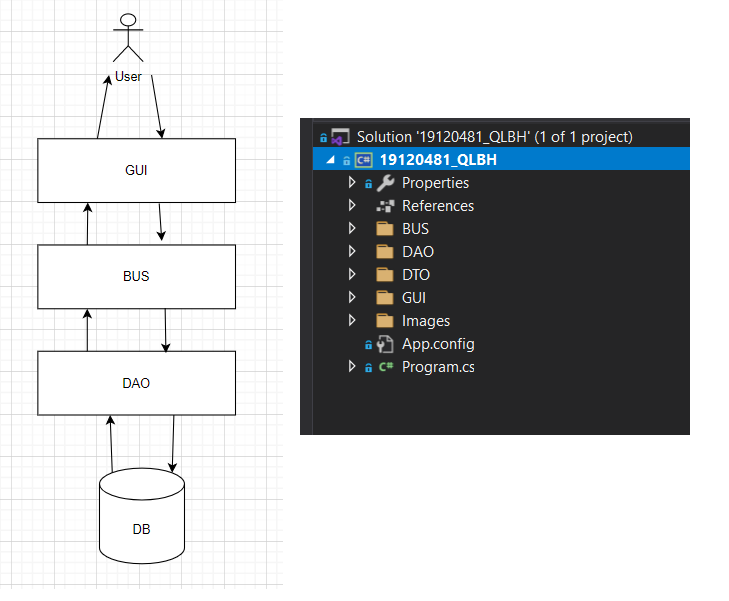 User
GUI
BUS
DAO
DB
Solution '19120481_QLBH' (1 of 1 project)
C# 19120481_QLBH
Properties
References
BUS
DAO
DTO
GUI
Images
App.config
C# Program.cs